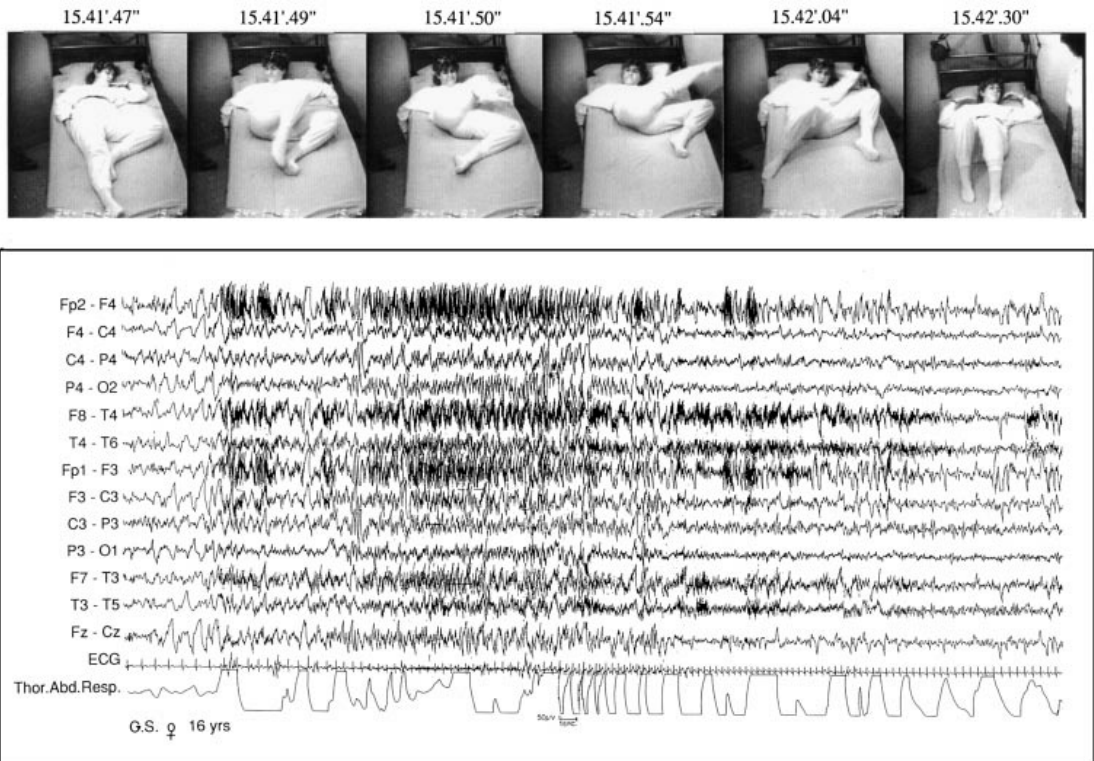 15.41'.47" 15.41'.49" 15.41'.50" 15.41'.54" 15.42'.04" 15.42'.30"
Fp2 - F4
F4 - C4
C4 - P4
P4 - O2
F8 - T4
T4 - T6
Fp1 - F3
F3 - C3
C3 - P3
P3 - O1
F7 - T3
T3 - T5
Fz - Cz
ECG
Thor.Abd.Resp.
50µV
G.S. ♀ 16 yrs